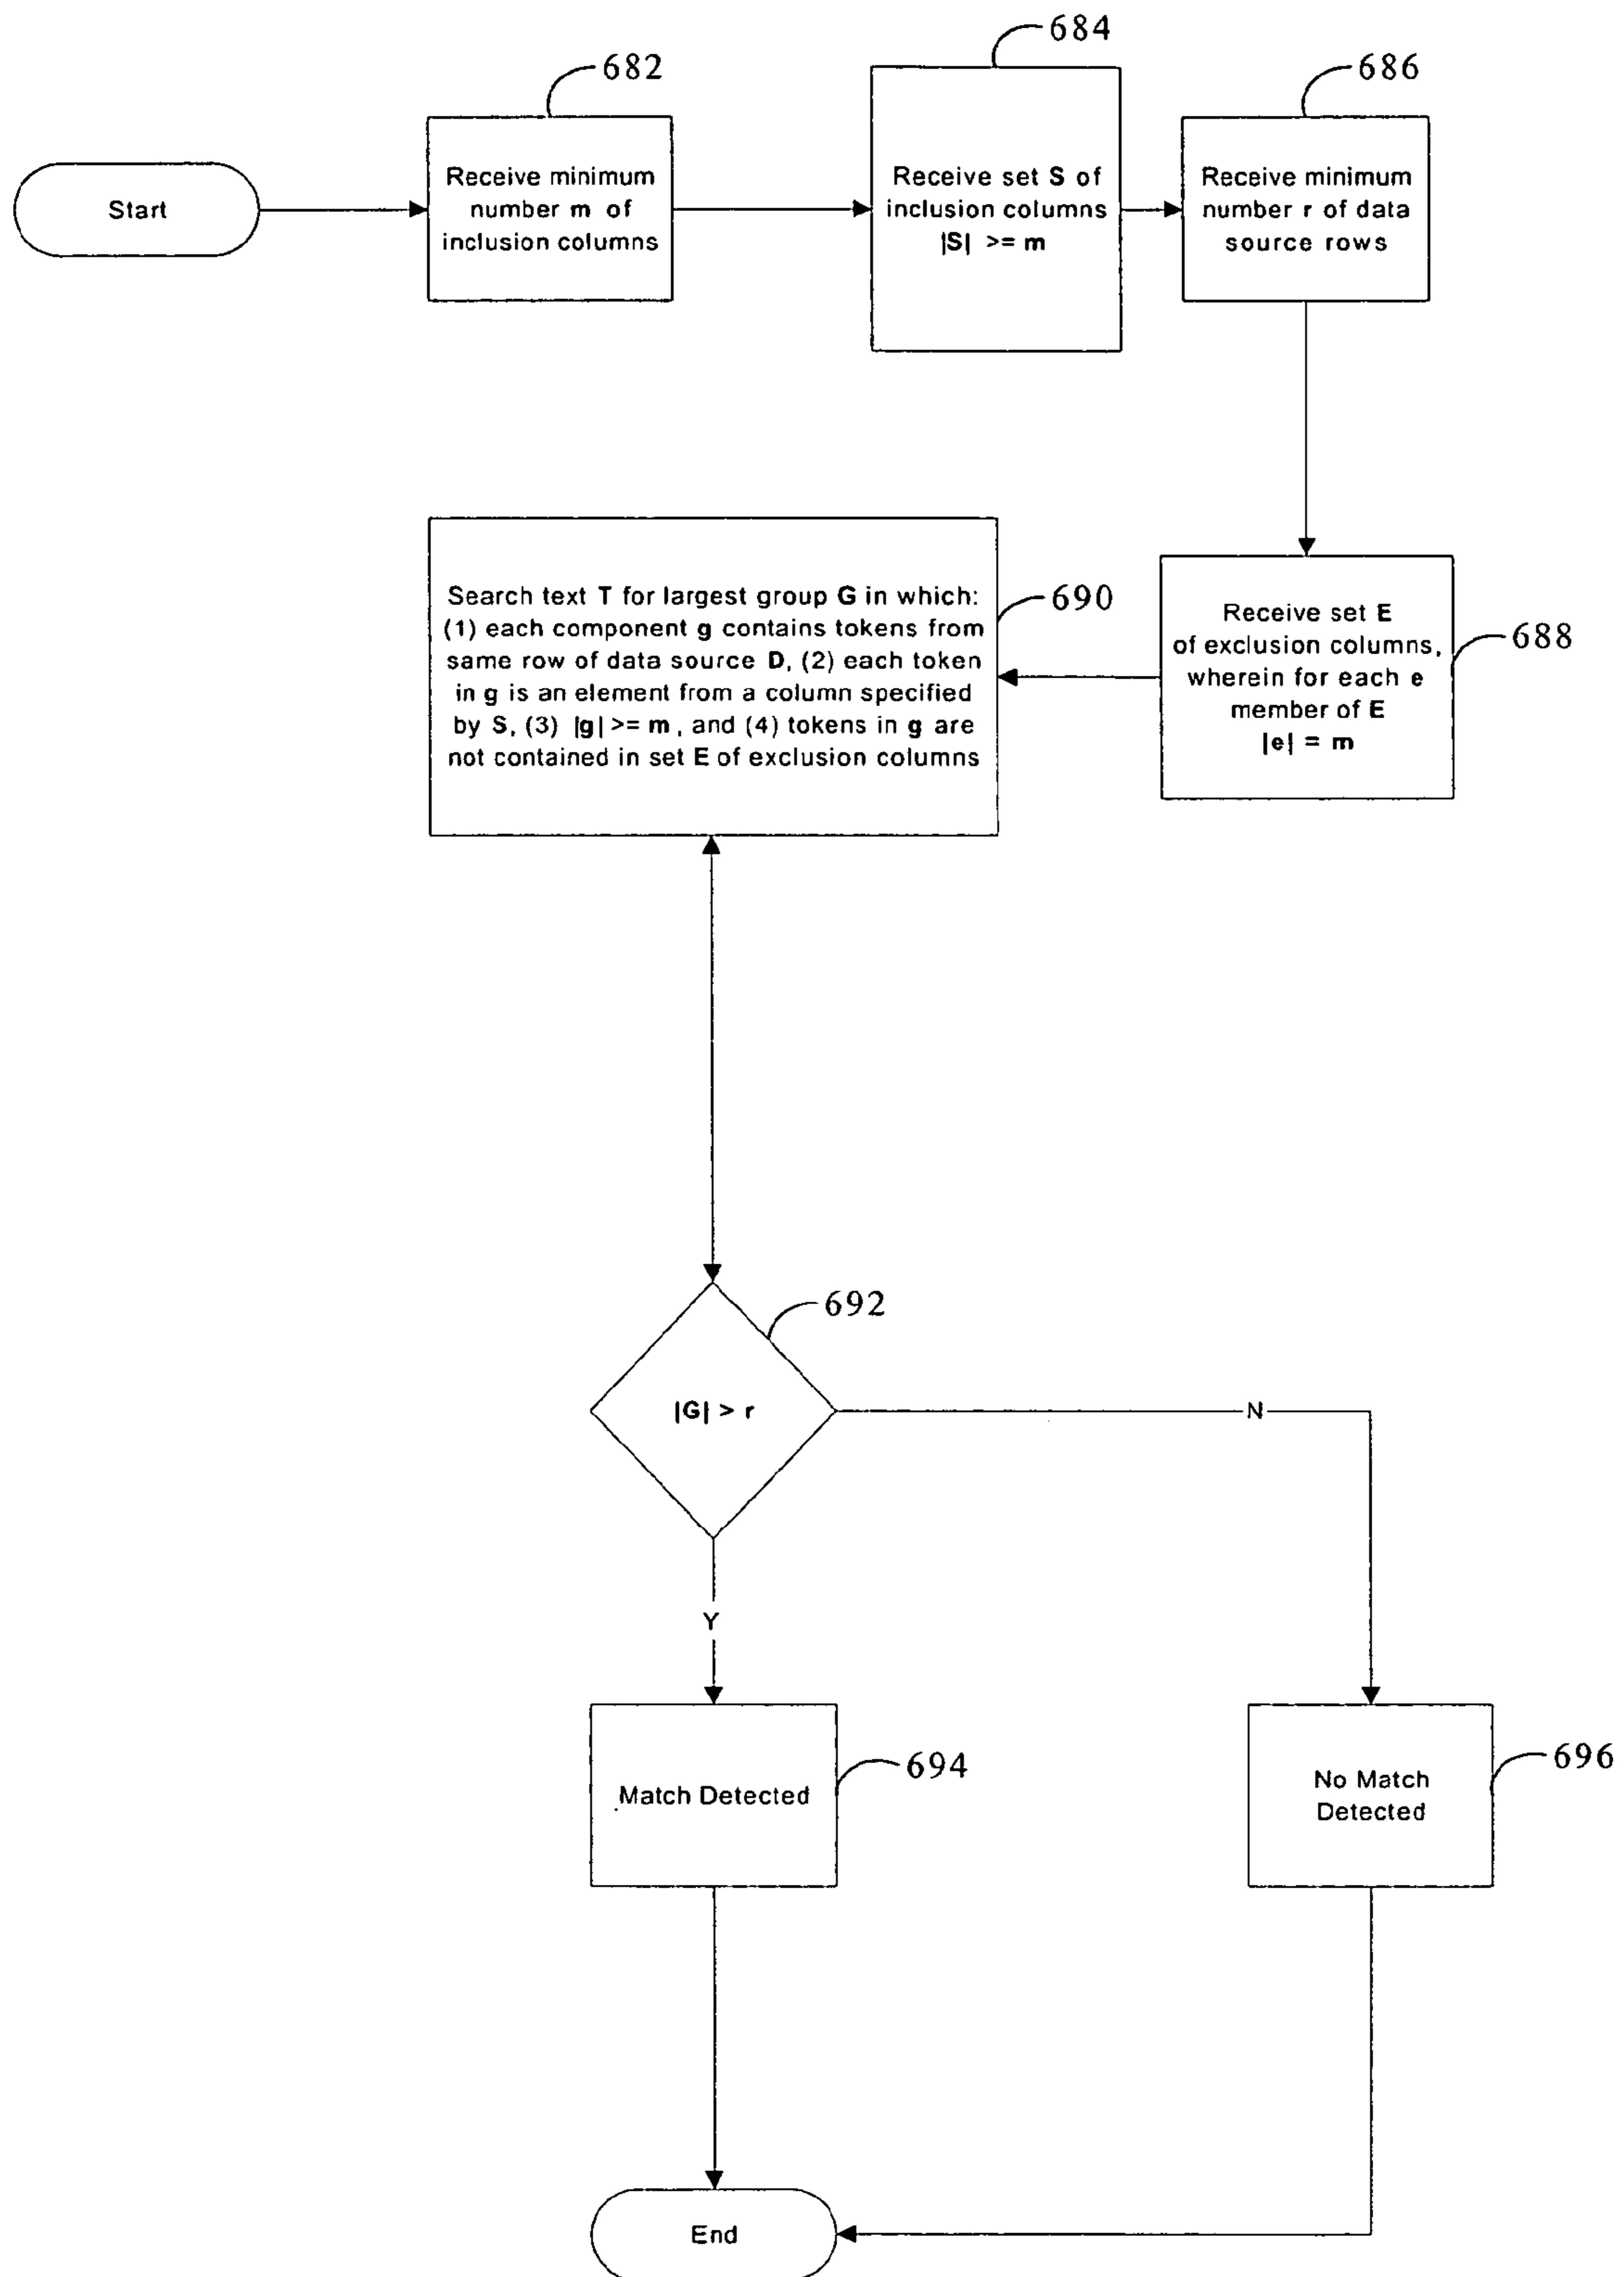 684
682
686
Start
Receive minimum
number m of
inclusion columns
Receive set S of
inclusion columns
|S| >= m
Receive minimum
number r of data
source rows
Search text T for largest group G in which:
(1) each component g contains tokens from
same row of data source D, (2) each token
in g is an element from a column specified
by S, (3) |g| >= m, and (4) tokens in g are
not contained in set E of exclusion columns
690
Receive set E
of exclusion columns,
wherein for each e
member of E
|e| = m
688
692
|G| > r
N
Y
Match Detected
694
No Match
Detected
696
End